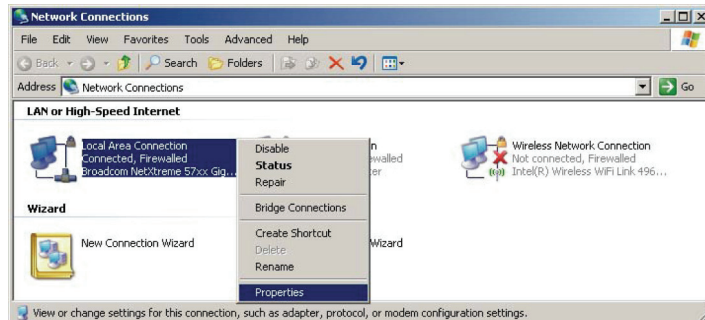 Network Connections
File Edit View Favorites Tools Advanced Help
Back Search Folders
Address Network Connections Go
LAN or High-Speed Internet
Local Area Connection
Connected, Firewalled
Broadcom NetXtreme 57xx Gig...
Disable
Status
Repair
Bridge Connections
Create Shortcut
Delete
Rename
Properties
Wireless Network Connection
Not connected, Firewalled
Intel(R) Wireless WiFi Link 496...
Wizard
New Connection Wizard
Wizard
View or change settings for this connection, such as adapter, protocol, or modem configuration settings.